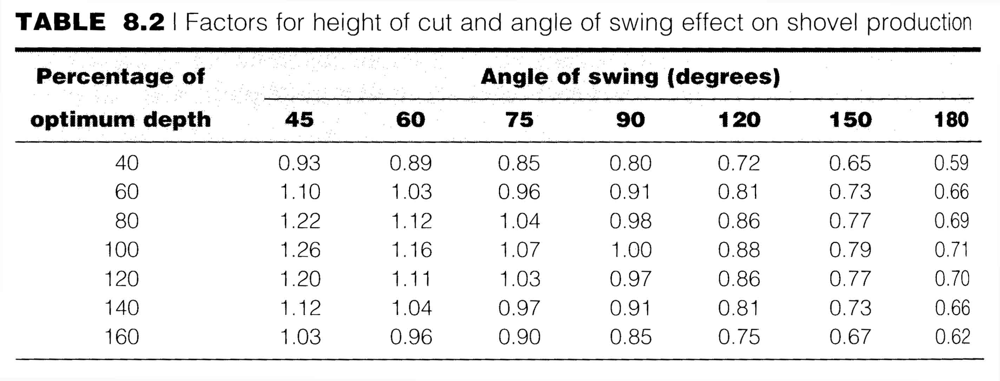 TABLE 8.2 | Factors for height of cut and angle of swing effect on shovel production
Percentage of Angle of swing (degrees)
optimum depth 45 60 75 90 120 150 180
40 0.93 0.89 0.85 0.80 0.72 0.65 0.59
60 1.10 1.03 0.96 0.91 0.81 0.73 0.66
80 1.22 1.12 1.04 0.98 0.86 0.77 0.69
100 1.26 1.16 1.07 1.00 0.88 0.79 0.71
120 1.20 1.11 1.03 0.97 0.86 0.77 0.70
140 1.12 1.04 0.97 0.91 0.81 0.73 0.66
160 1.03 0.96 0.90 0.85 0.75 0.67 0.62